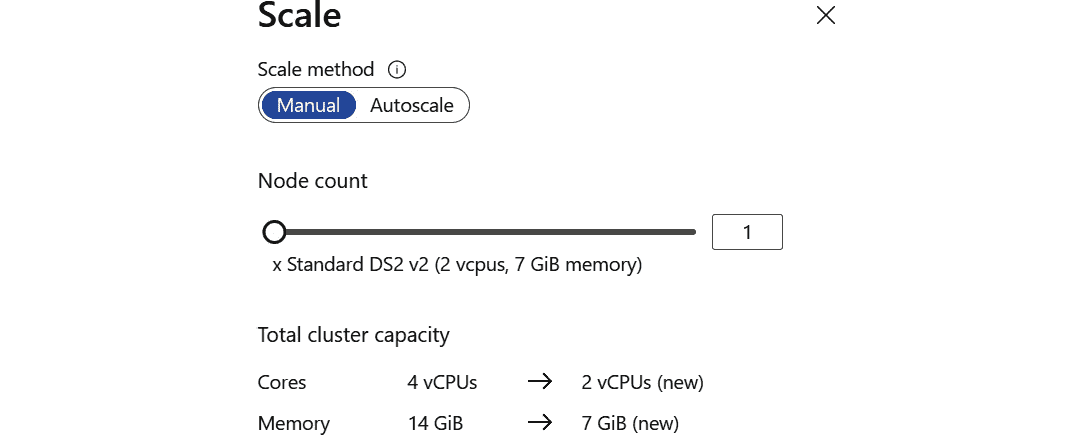 Scale
Scale method
Manual Autoscale
Node count
1
x Standard DS2 v2 (2 vcpus, 7 GiB memory)
Total cluster capacity
Cores 4 vCPUs → 2 vCPUs (new)
Memory 14 GiB → 7 GiB (new)